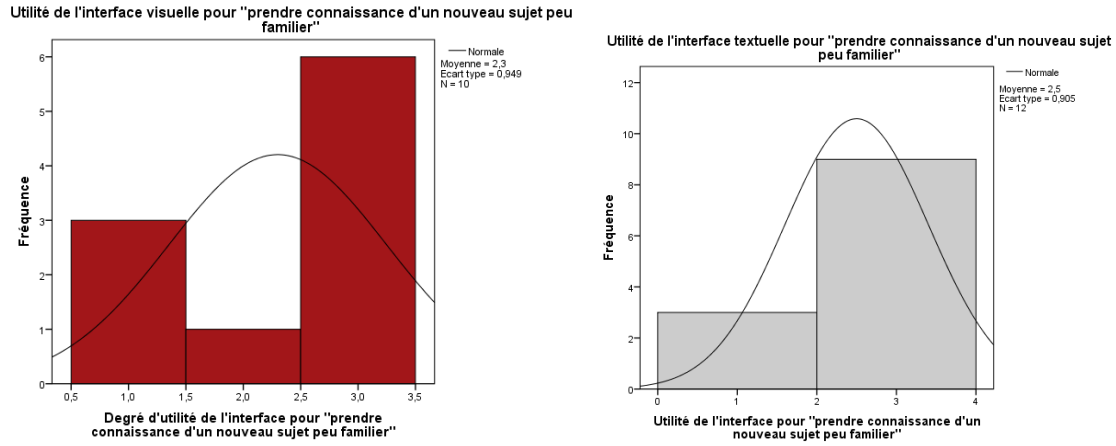 Utilité de l'interface visuelle pour "prendre connaissance d'un nouveau sujet peu
familier"
Normale
Moyenne = 2,3
Ecart type = 0,949
N = 10
6
5
4
3
2
1
0
Fréquence
0,5 1,0 1,5 2,0 2,5 3,0 3,5
Degré d'utilité de l'interface pour "prendre
connaissance d'un nouveau sujet peu familier"
Utilité de l'interface textuelle pour "prendre connaissance d'un nouveau sujet
peu familier"
Normale
Moyenne = 2,5
Ecart type = 0,905
N = 12
12
10
8
6
4
2
0
Fréquence
0 1 2 3 4
Utilité de l'interface pour "prendre connaissance d'un
nouveau sujet peu familier"